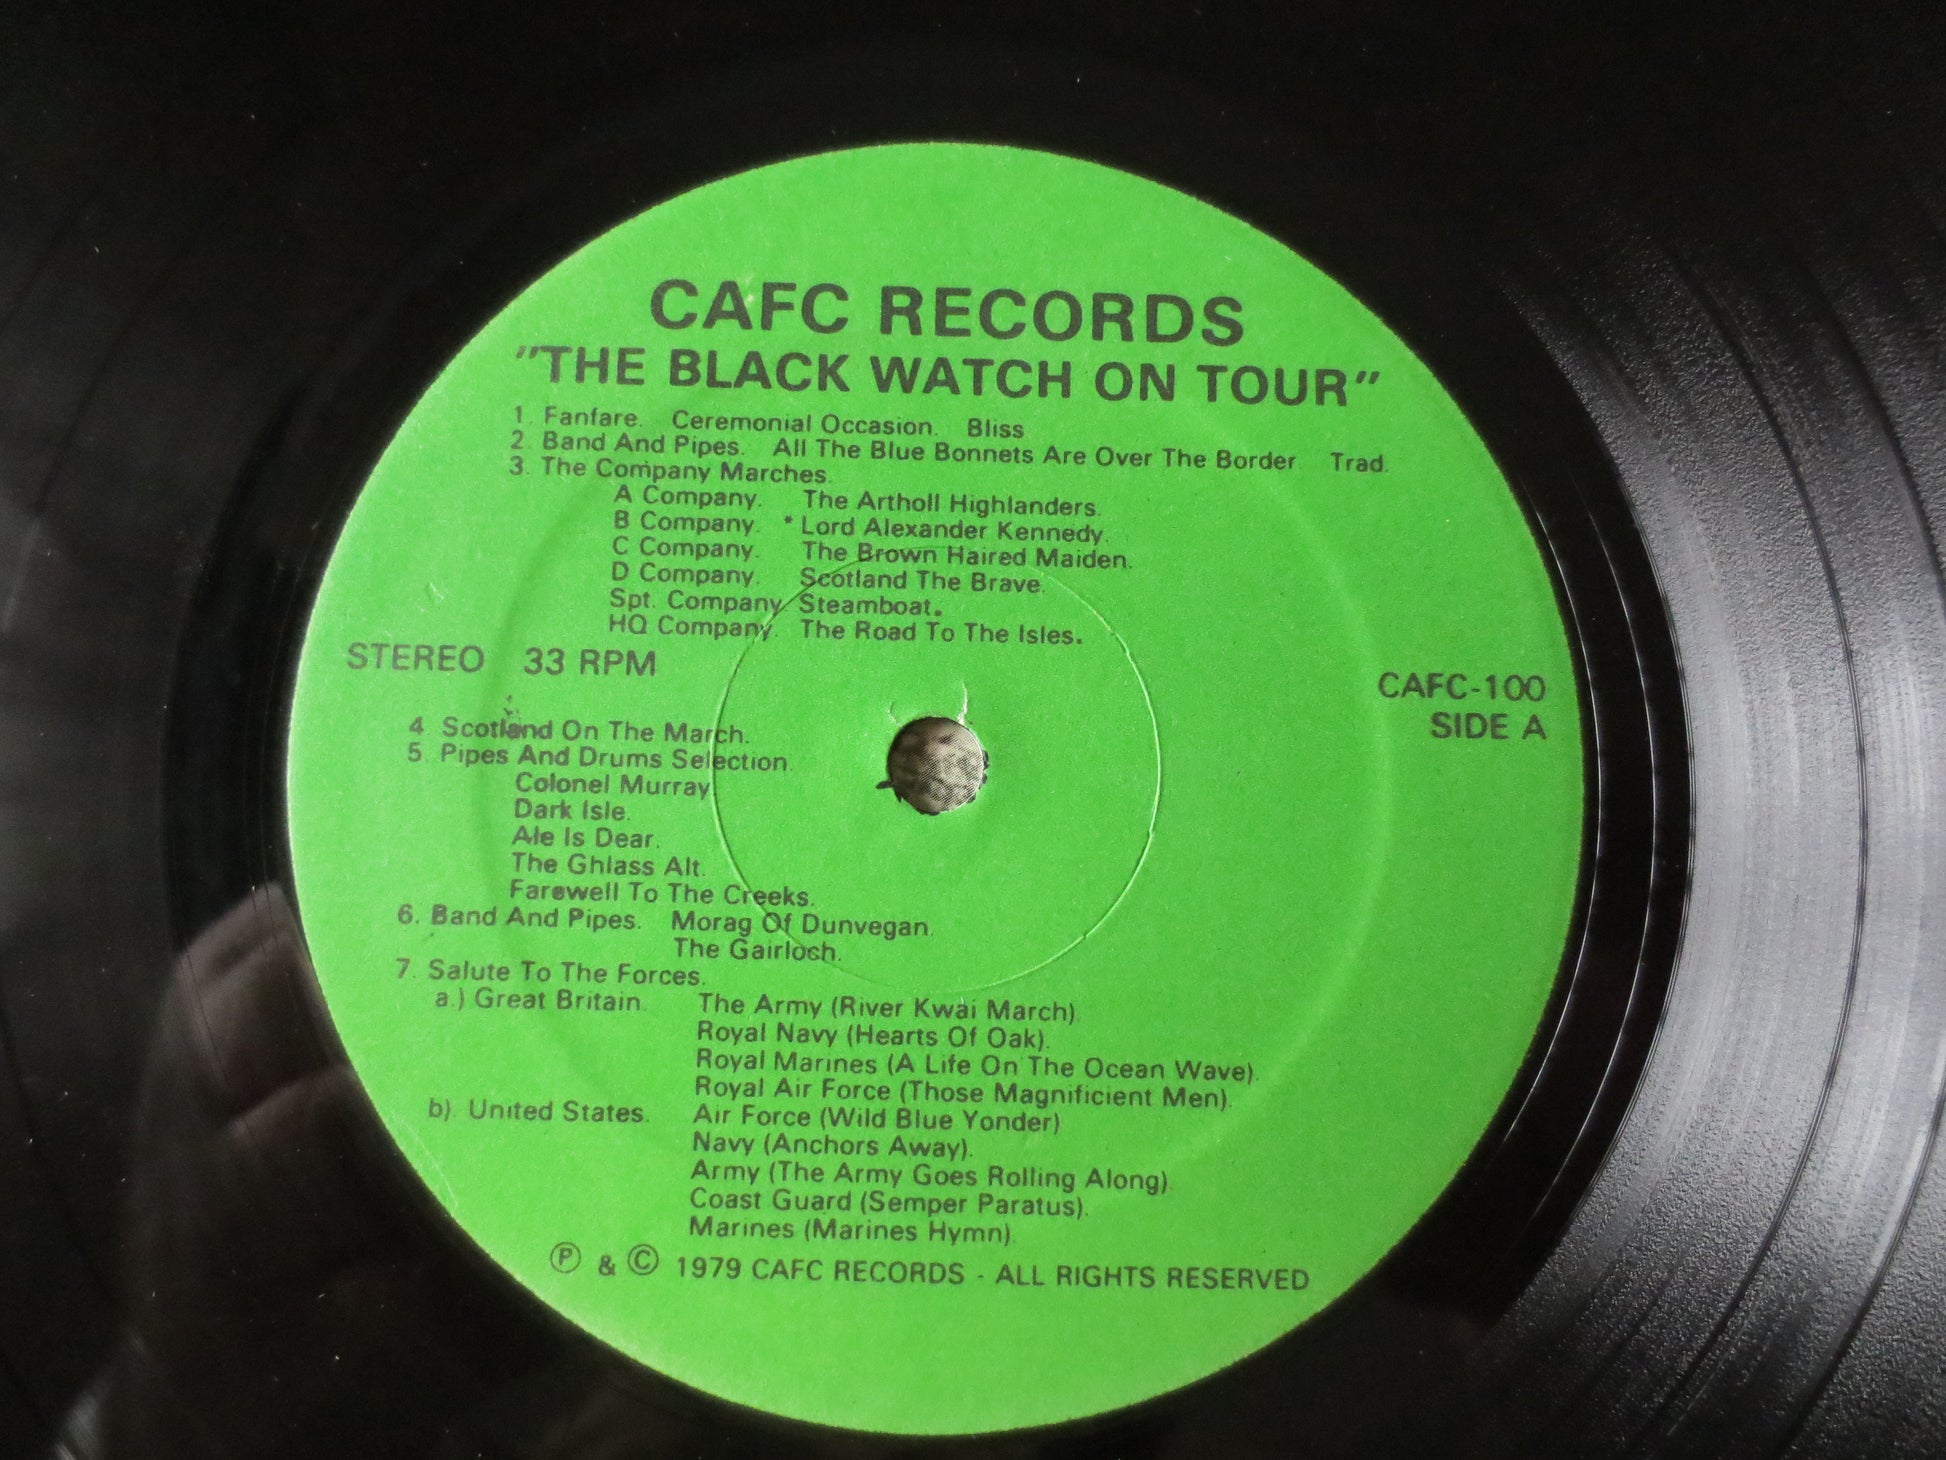 CAFC RECORDS
"THE BLACK WATCH ON TOUR"
1. Fanfare. Ceremonial Occasion. Bliss
2. Band And Pipes. All The Blue Bonnets Are Over The Border. Trad.
3. The Company Marches.
A Company. The Artholl Highlanders.
B Company. * Lord Alexander Kennedy.
C Company. The Brown Haired Maiden.
D Company. Scotland The Brave.
Spt. Company. Steamboat.
HQ Company. The Road To The Isles.
STEREO 33 RPM
CAFC-100
SIDE A
4. Scotland On The March.
5. Pipes And Drums Selection.
Colonel Murray.
Dark Isle.
Ale Is Dear.
The Ghlass Alt.
Farewell To The Creeks.
6. Band And Pipes. Morag Of Dunvegan.
The Gairloch.
7. Salute To The Forces.
a.) Great Britain. The Army (River Kwai March).
Royal Navy (Hearts Of Oak).
Royal Marines (A Life On The Ocean Wave).
Royal Air Force (Those Magnificient Men).
b). United States. Air Force (Wild Blue Yonder)
Navy (Anchors Away).
Army (The Army Goes Rolling Along).
Coast Guard (Semper Paratus).
Marines (Marines Hymn).
Ⓟ & © 1979 CAFC RECORDS - ALL RIGHTS RESERVED